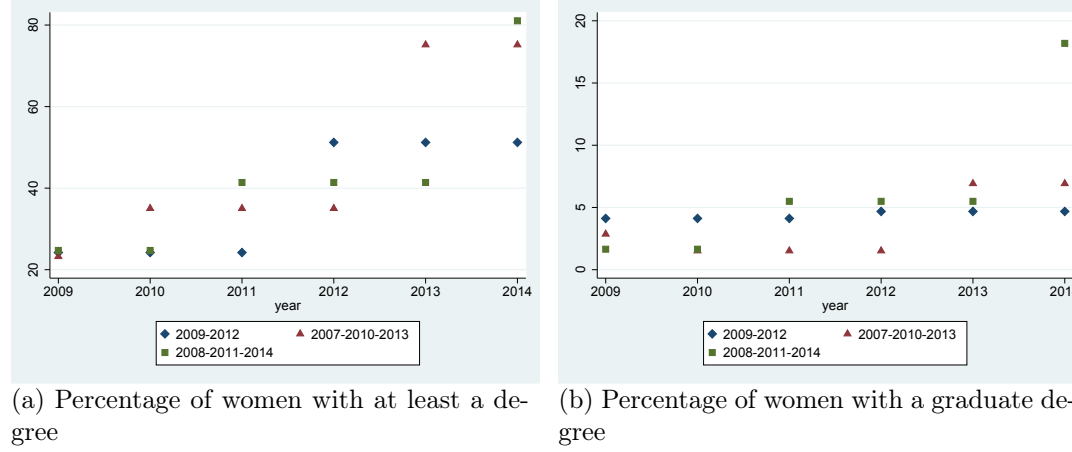 80
60
40
20
2009 2010 2011 2012 2013 2014
year
2009-2012 2007-2010-2013
2008-2011-2014
(a) Percentage of women with at least a de-
gree
20
15
10
5
0
2009 2010 2011 2012 2013 2014
year
2009-2012 2007-2010-2013
2008-2011-2014
(b) Percentage of women with a graduate de-
gree